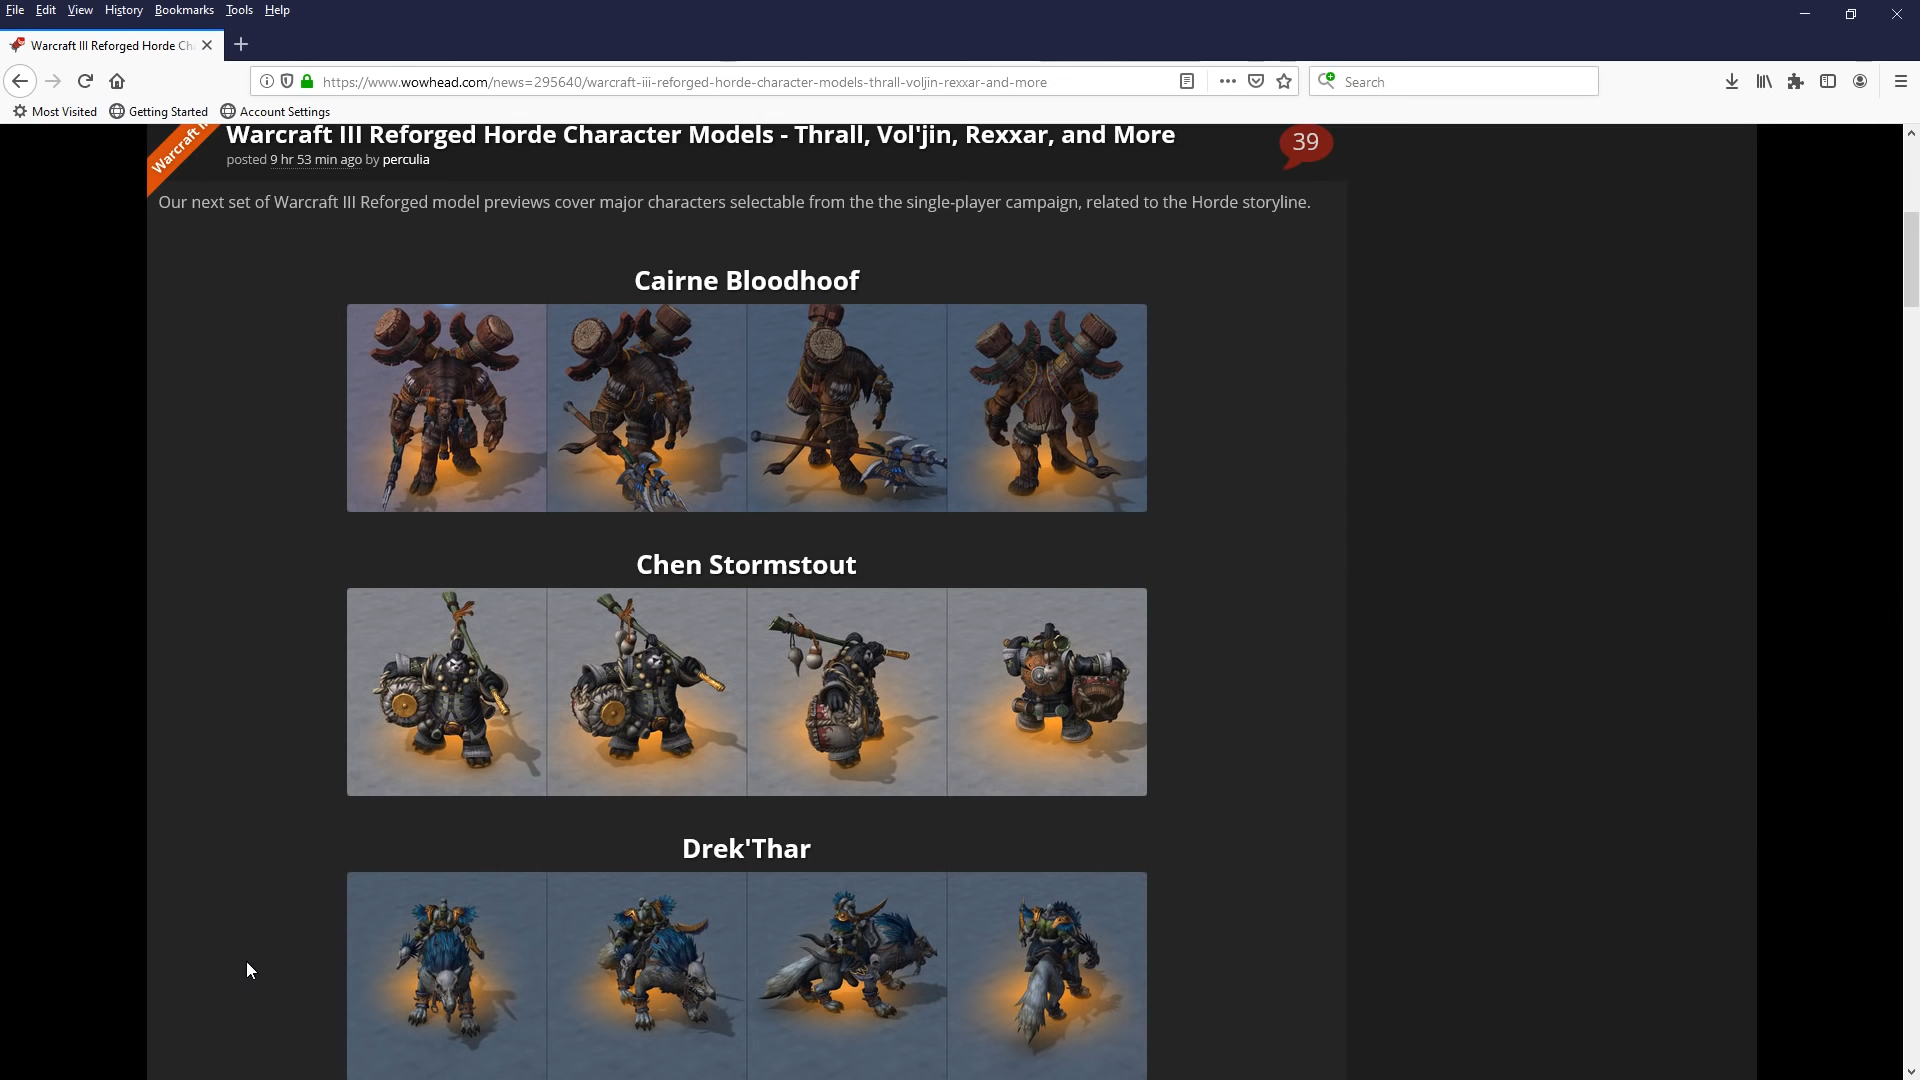 File Edit View History Bookmarks Tools Help
Warcraft III Reforged Horde Ch
https://www.wowhead.com/news=295640/warcraft-iii-reforged-horde-character-models-thrall-voljin-rexxar-and-more
Search
Most Visited Getting Started Account Settings
Warcraft II
Warcraft III Reforged Horde Character Models - Thrall, Vol'jin, Rexxar, and More
39
posted 9 hr 53 min ago by perculia
Our next set of Warcraft III Reforged model previews cover major characters selectable from the the single-player campaign, related to the Horde storyline.
Cairne Bloodhoof
Chen Stormstout
Drek'Thar